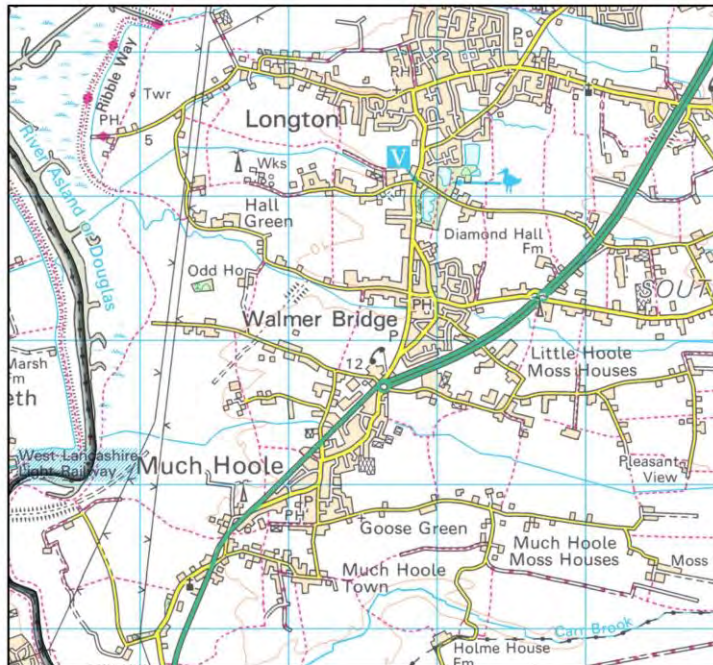 Ribble Way
Twr
PH
5
River Asland or Douglas
Longton
PH
P
V
Wks
Hall
Green
Diamond Hall
Fm
Odd Ho
SOUT
PH
Walmer Bridge
P
12
Little Hoole
Moss Houses
Marsh
Fm
eth
West Lancashire
Light Railway
Much Hoole
Pleasant
View
P
PH
Goose Green
Much Hoole
Moss Houses
Moss
Much Hoole
Town
Carr Brook
Holme House
Fm